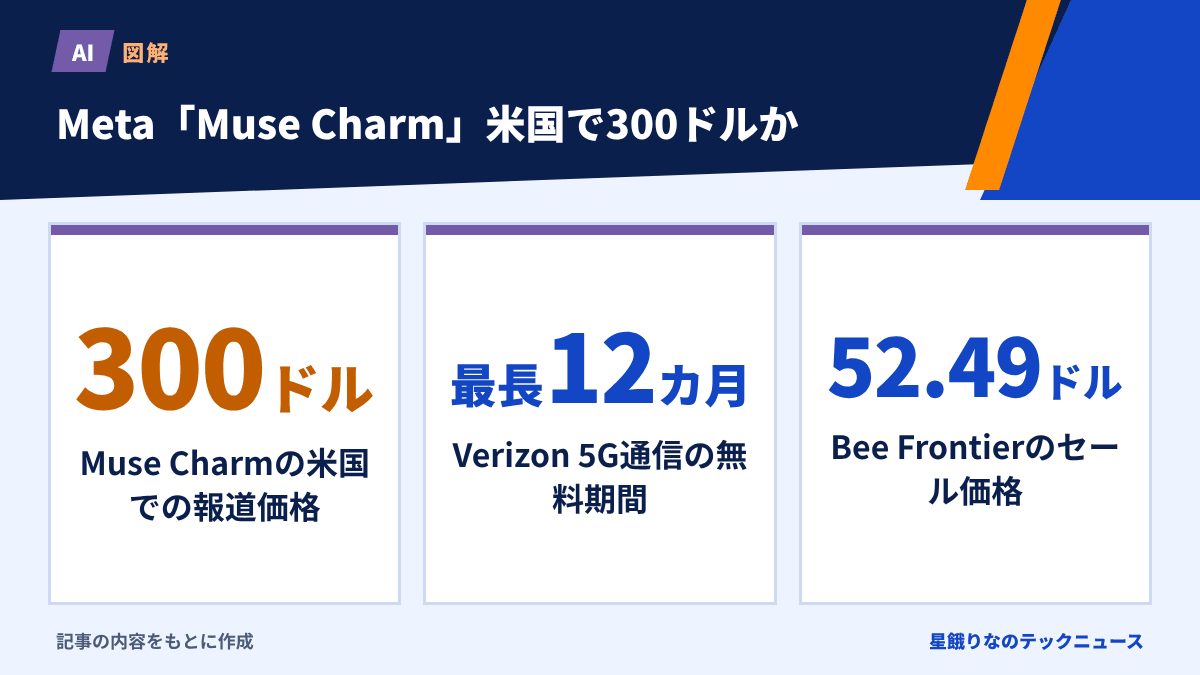 AI 図解
Meta「Muse Charm」米国で300ドルか
300ドル
Muse Charmの米国
での報道価格
最長12カ月
Verizon 5G通信の無
料期間
52.49ドル
Bee Frontierのセー
ル価格
記事の内容をもとに作成
星餓りなのテックニュース